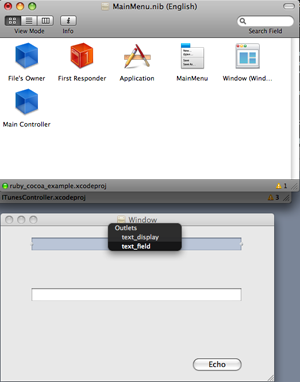 MainMenu.nib (English)
View Mode
Info
Search Field
File's Owner
First Responder
Application
MainMenu
Window (Wind...
Main Controller
ruby_cocoa_example.xcodeproj
1
ITunesController.xcodeproj
3
Window
Outlets
text_display
text_field
Echo